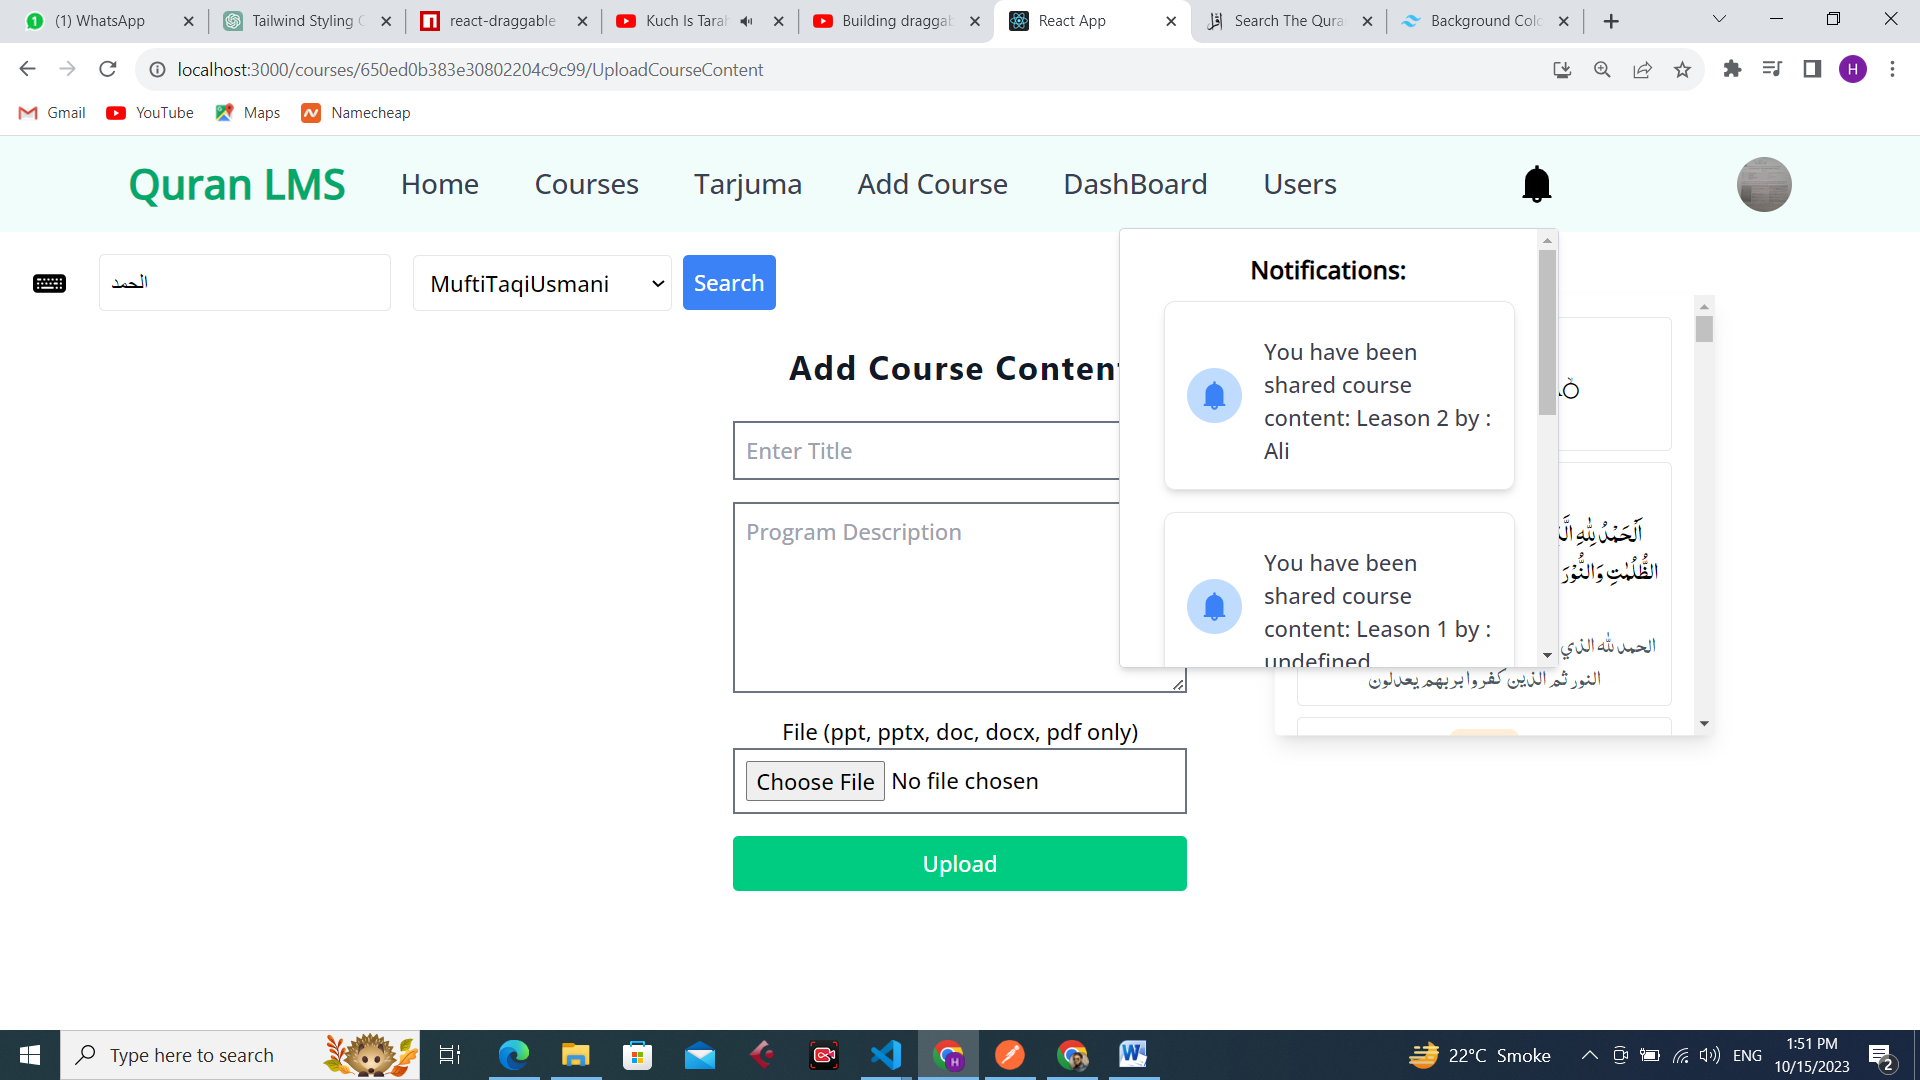 (1) WhatsApp
Tailwind Styling
react-draggable
Kuch Is Tarah
Building draggab
React App
Search The Qura
Background Colo
localhost:3000/courses/650ed0b383e30802204c9c99/UploadCourseContent
H
Gmail
YouTube
Maps
Namecheap
Quran LMS
Home
Courses
Tarjuma
Add Course
DashBoard
Users
الحمد
MuftiTaqiUsmani
Search
Notifications:
You have been
shared course
content: Leason 2 by :
Ali
You have been
shared course
content: Leason 1 by :
undefined
Add Course Content
Enter Title
Program Description
اَلْحَمْدُ لِلّٰهِ
الظُّلُمٰتِ وَالنُّوْرَ
الحمد لله الذي
النور ثم الذين كفروا بربهم يعدلون
File (ppt, pptx, doc, docx, pdf only)
Choose File No file chosen
Upload
Type here to search
22°C Smoke
ENG
1:51 PM
10/15/2023
2